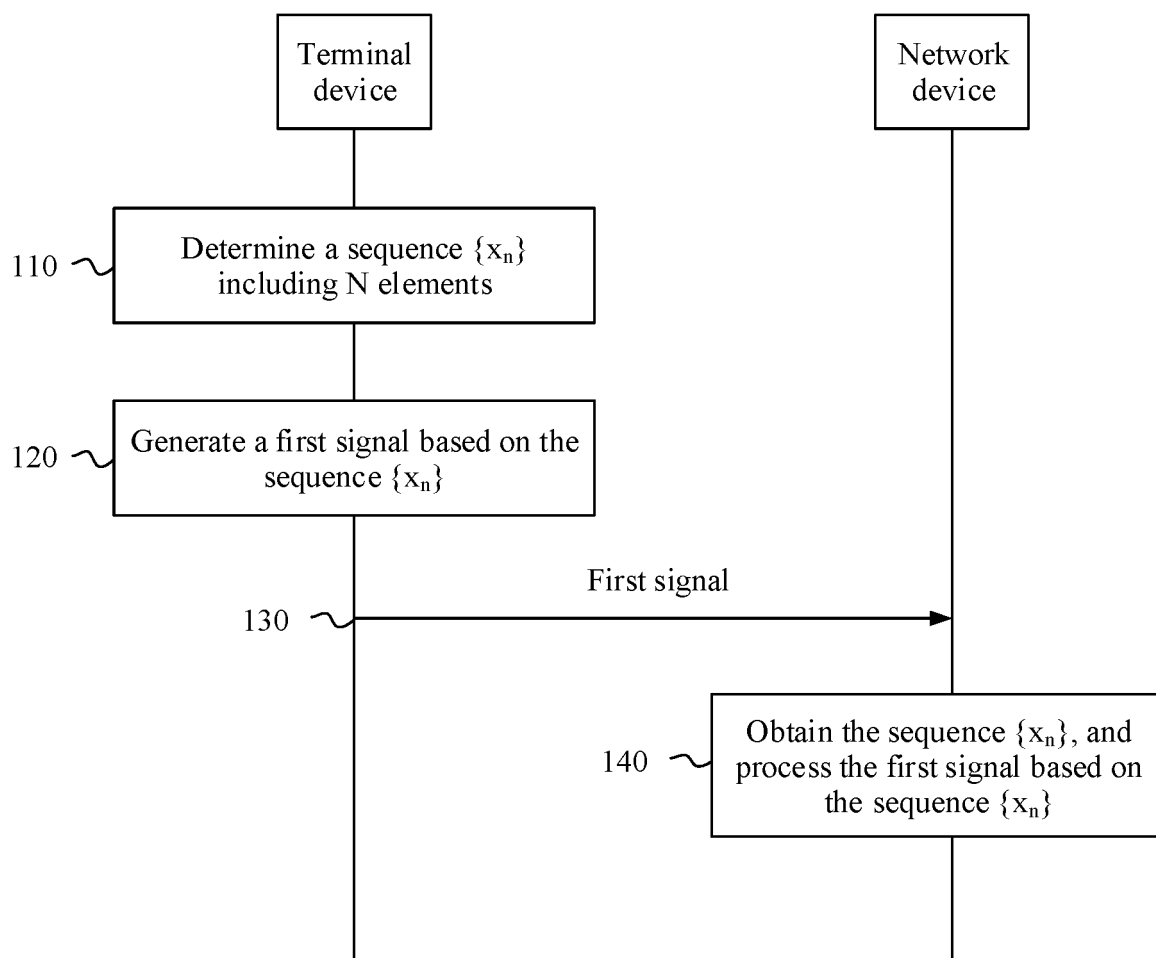 Terminal
device
Network
device
110
Determine a sequence {xₙ}
including N elements
120
Generate a first signal based on the
sequence {xₙ}
First signal
130
140
Obtain the sequence {xₙ}, and
process the first signal based on
the sequence {xₙ}